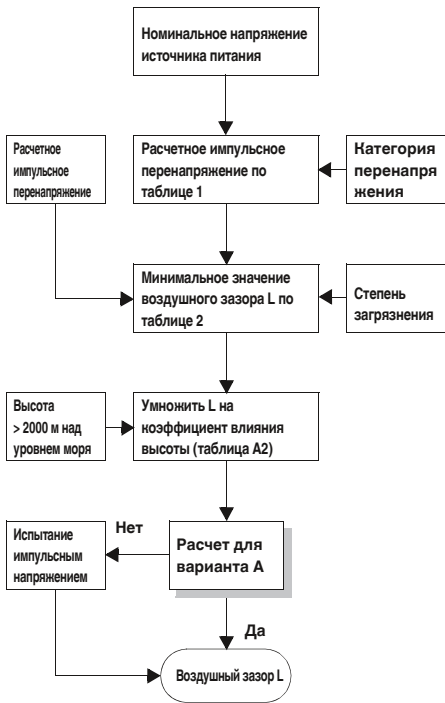 Номинальное напряжение
источника питания
Расчетное
импульсное
перенапряжение
Расчетное импульсное
перенапряжение по
таблице 1
Категория
перенапря
жения
Минимальное значение
воздушного зазора L по
таблице 2
Степень
загрязнения
Высота
> 2000 м над
уровнем моря
Умножить L на
коэффициент влияния
высоты (таблица А2)
Испытание
импульсным
напряжением
Нет
Расчет для
варианта А
Да
Воздушный зазор L